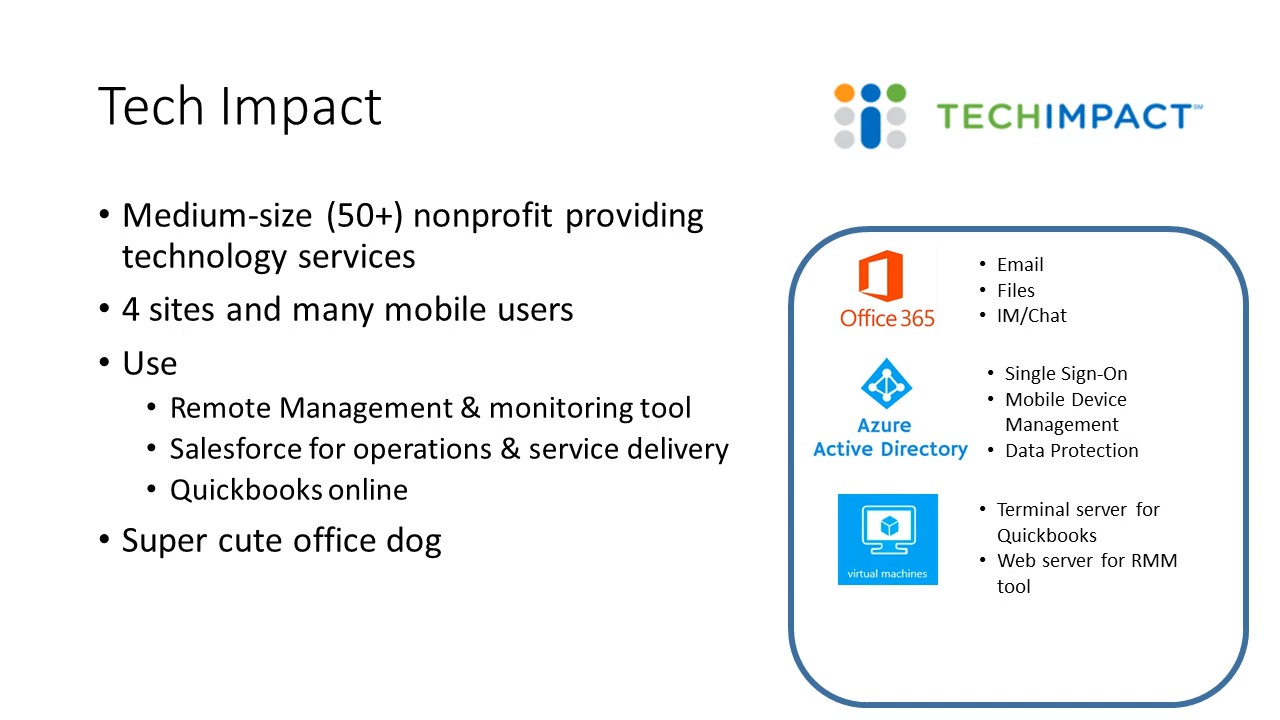 Tech Impact
TECHIMPACT℠
• Medium-size (50+) nonprofit providing
technology services
• 4 sites and many mobile users
• Use
• Remote Management & monitoring tool
• Salesforce for operations & service delivery
• Quickbooks online
• Super cute office dog
Office 365
• Email
• Files
• IM/Chat
Azure
Active Directory
• Single Sign-On
• Mobile Device
Management
• Data Protection
virtual machines
• Terminal server for
Quickbooks
• Web server for RMM
tool